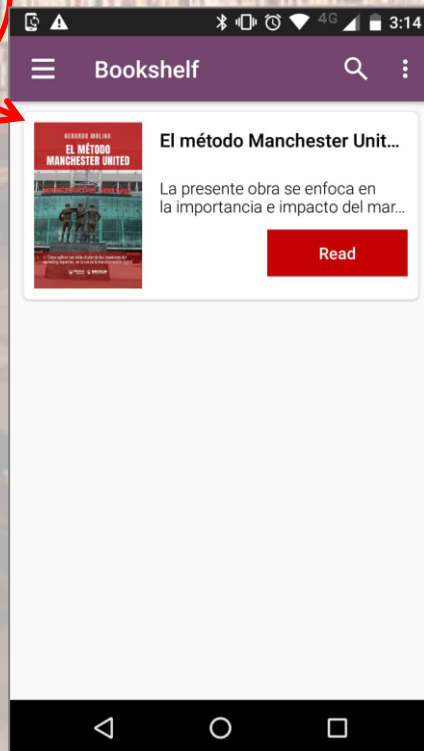 4G 3:14
Bookshelf
GERARDO MOLINA
EL MÉTODO
MANCHESTER UNITED
El método Manchester Unit...
La presente obra se enfoca en
la importancia e impacto del mar...
Read